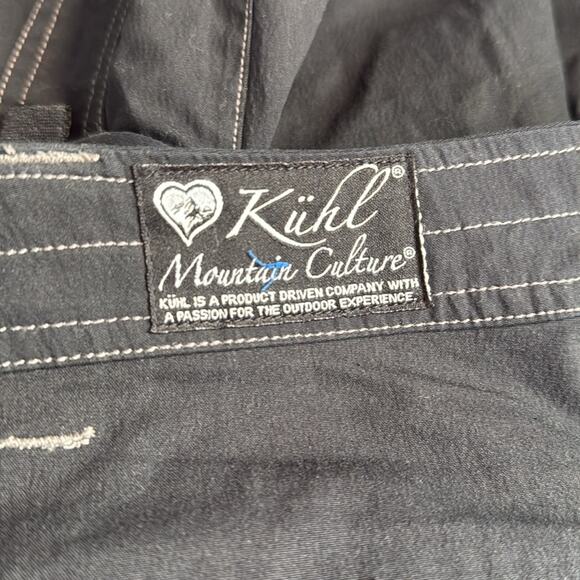 Kühl®
Mountain Culture®
KÜHL IS A PRODUCT DRIVEN COMPANY WITH
A PASSION FOR THE OUTDOOR EXPERIENCE.